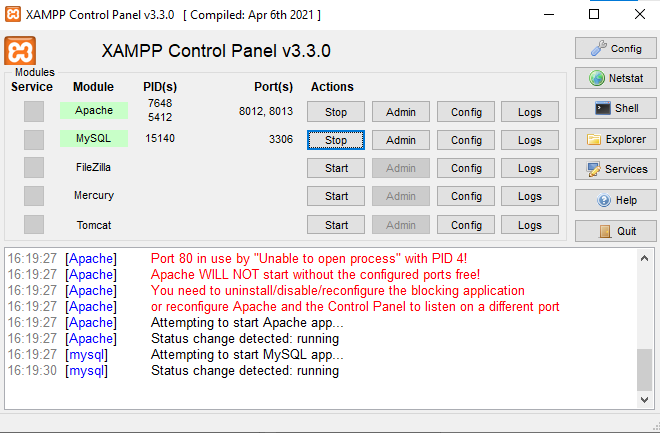 XAMPP Control Panel v3.3.0 [ Compiled: Apr 6th 2021 ]
XAMPP Control Panel v3.3.0
Config
Modules
Service Module PID(s) Port(s) Actions
Netstat
Apache 7648 8012, 8013 Stop Admin Config Logs
5412
Shell
MySQL 15140 3306 Stop Admin Config Logs
Explorer
FileZilla Start Admin Config Logs
Services
Mercury Start Admin Config Logs
Help
Tomcat Start Admin Config Logs
Quit
16:19:27 [Apache] Port 80 in use by "Unable to open process" with PID 4!
16:19:27 [Apache] Apache WILL NOT start without the configured ports free!
16:19:27 [Apache] You need to uninstall/disable/reconfigure the blocking application
16:19:27 [Apache] or reconfigure Apache and the Control Panel to listen on a different port
16:19:27 [Apache] Attempting to start Apache app...
16:19:27 [Apache] Status change detected: running
16:19:27 [mysql] Attempting to start MySQL app...
16:19:30 [mysql] Status change detected: running